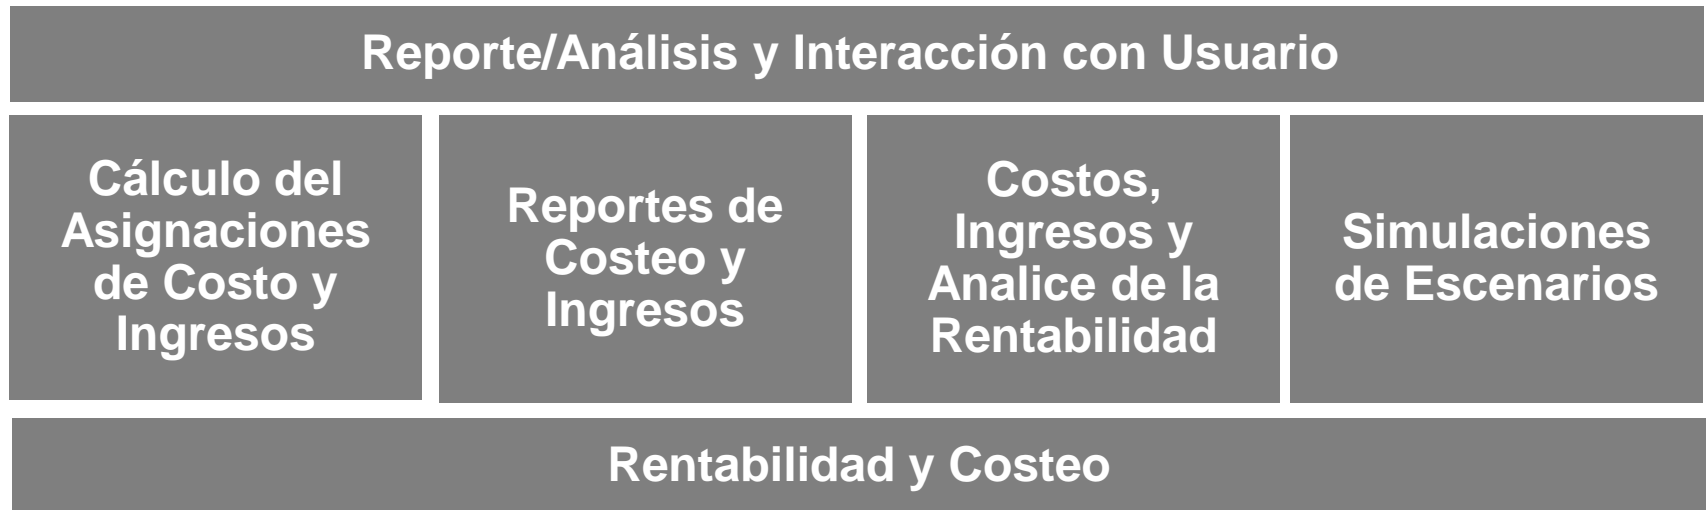 Reporte/Análisis y Interacción con Usuario
Cálculo del
Asignaciones
de Costo y
Ingresos
Reportes de
Costeo y
Ingresos
Costos,
Ingresos y
Analice de la
Rentabilidad
Simulaciones
de Escenarios
Rentabilidad y Costeo